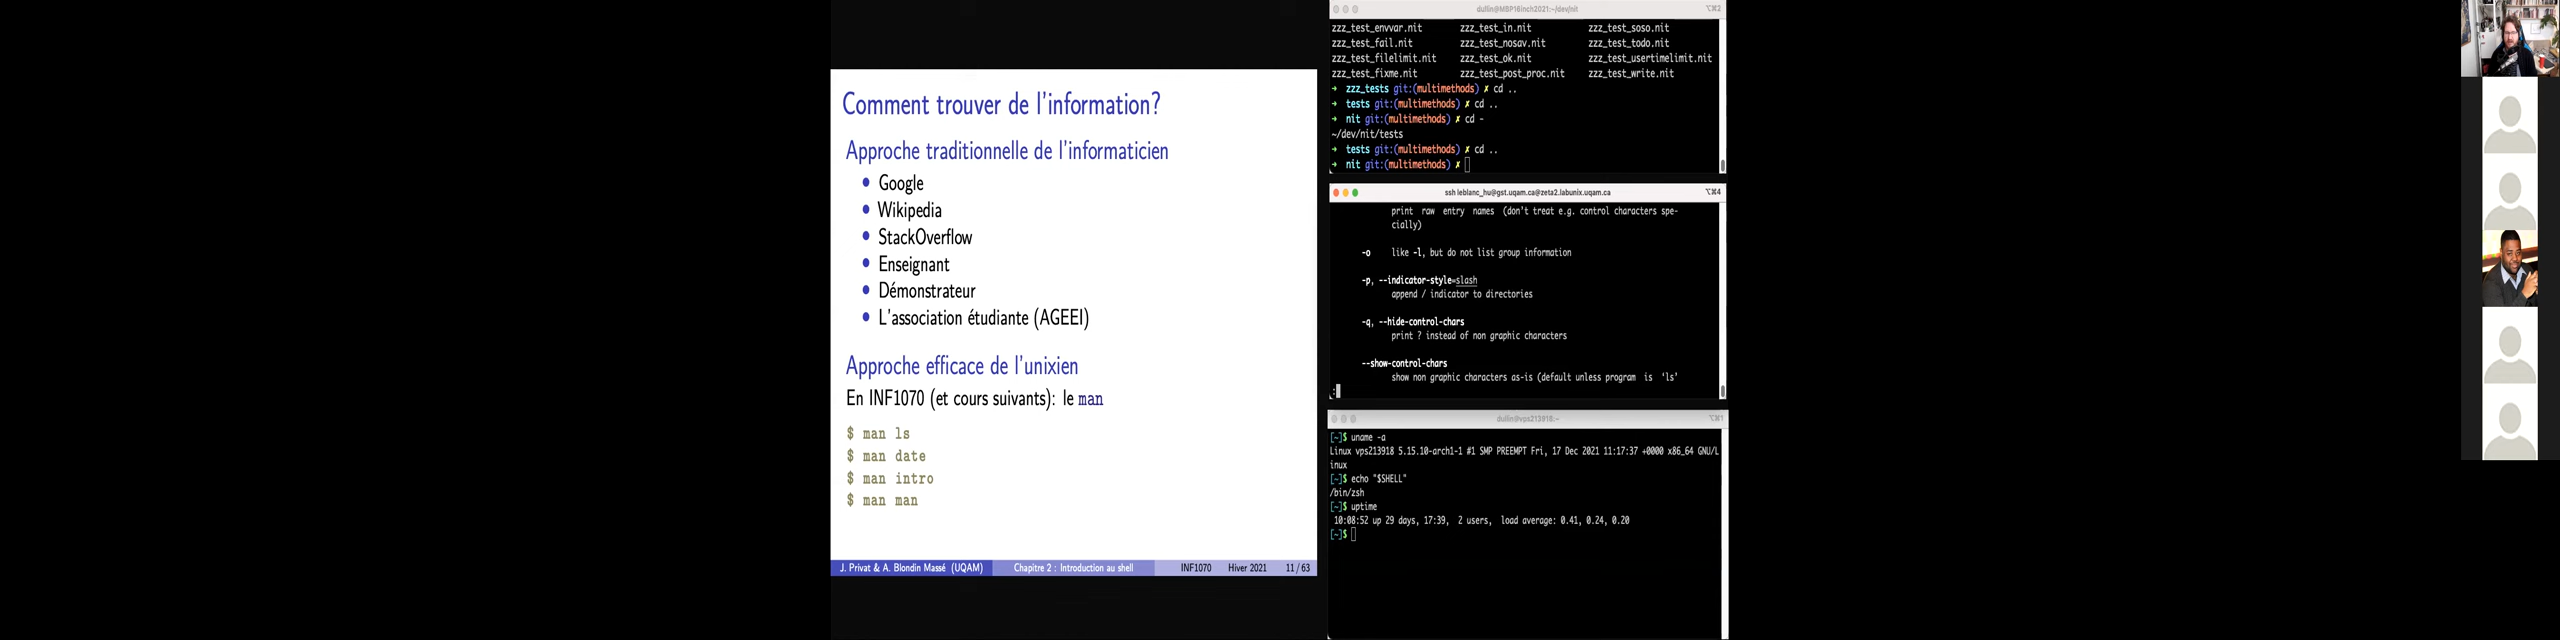 Comment trouver de l'information?
Approche traditionnelle de l'informaticien
• Google
• Wikipedia
• StackOverflow
• Enseignant
• Démonstrateur
• L'association étudiante (AGEEI)
Approche efficace de l'unixien
En INF1070 (et cours suivants): le man
$ man ls
$ man date
$ man intro
$ man man
J. Privat & A. Blondin Massé (UQAM) Chapitre 2 : Introduction au shell INF1070 Hiver 2021 11 / 63
dullin@MBP16inch2021:~/dev/nit ⌥⌘2
zzz_test_envvar.nit zzz_test_in.nit zzz_test_soso.nit
zzz_test_fail.nit zzz_test_nosav.nit zzz_test_todo.nit
zzz_test_filelimit.nit zzz_test_ok.nit zzz_test_usertimelimit.nit
zzz_test_fixme.nit zzz_test_post_proc.nit zzz_test_write.nit
➜ zzz_tests git:(multimethods) ✗ cd ..
➜ tests git:(multimethods) ✗ cd ..
➜ nit git:(multimethods) ✗ cd -
~/dev/nit/tests
➜ tests git:(multimethods) ✗ cd ..
➜ nit git:(multimethods) ✗
ssh leblanc_hu@gst.uqam.ca@zeta2.labunix.uqam.ca ⌥⌘4
print raw entry names (don't treat e.g. control characters spe-
cially)
-o like -l, but do not list group information
-p, --indicator-style=slash
append / indicator to directories
-q, --hide-control-chars
print ? instead of non graphic characters
--show-control-chars
show non graphic characters as-is (default unless program is 'ls'
:
dullin@vps213918:~ ⌥⌘1
[~]$ uname -a
Linux vps213918 5.15.10-arch1-1 #1 SMP PREEMPT Fri, 17 Dec 2021 11:17:37 +0000 x86_64 GNU/L
inux
[~]$ echo "$SHELL"
/bin/zsh
[~]$ uptime
10:08:52 up 29 days, 17:39, 2 users, load average: 0.41, 0.24, 0.20
[~]$